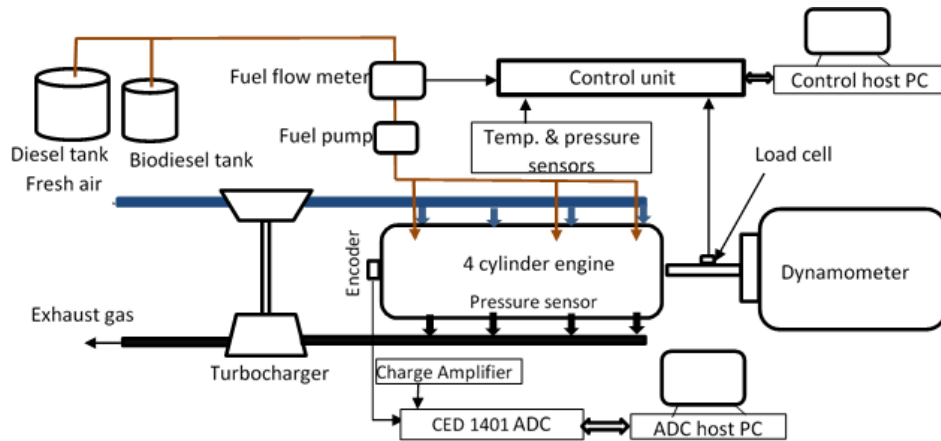 Fuel flow meter
Control unit
Control host PC
Fuel pump
Diesel tank
Biodiesel tank
Temp. & pressure
sensors
Load cell
Fresh air
Encoder
4 cylinder engine
Dynamometer
Pressure sensor
Exhaust gas
Turbocharger
Charge Amplifier
CED 1401 ADC
ADC host PC